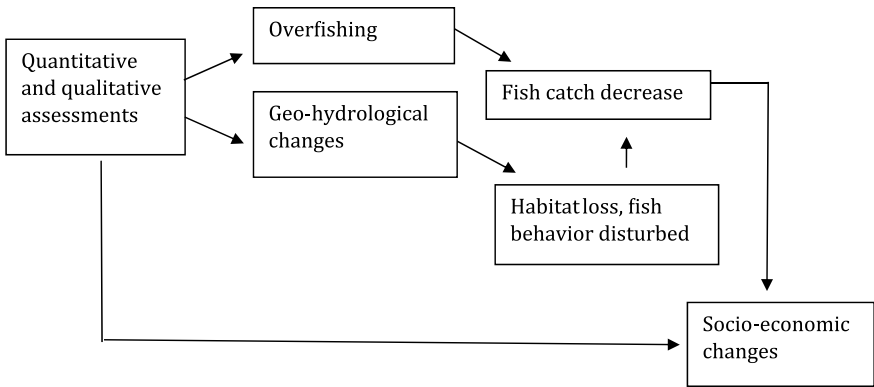 Overfishing
Quantitative
and qualitative
assessments
Fish catch decrease
Geo-hydrological
changes
Habitat loss, fish
behavior disturbed
Socio-economic
changes